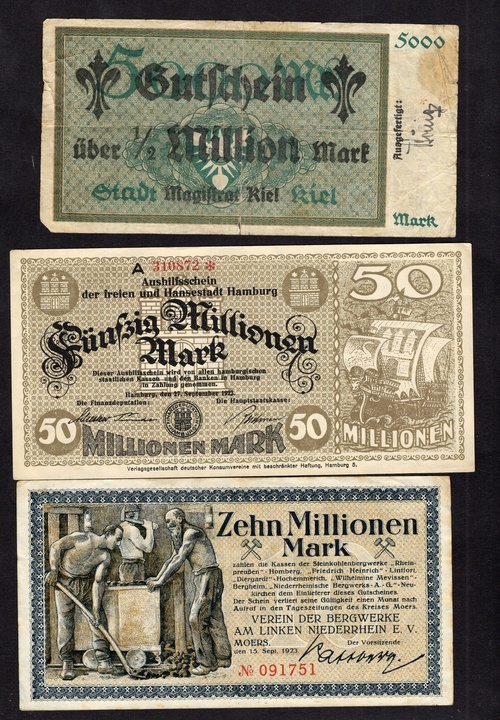 5000 Mk
5000
Gutschein
über 1/2 Million Mark
Ausgefertigt:
Stadt Magistrat Kiel Kiel
Mark
A 310872 *
Aushilfsschein
der freien und Hansestadt Hamburg
50
Fünfzig Millionen
Mark
Dieser Aushilfsschein wird von allen hamburgischen
staatlichen Kassen und den Banken in Hamburg
in Zahlung genommen.
Hamburg, den 27. September 1923.
Die Finanzdeputation: Die Hauptstaatskasse:
50 MILLIONEN MARK 50 MILLIONEN
Verlagsgesellschaft deutscher Konsumvereine mit beschränkter Haftung, Hamburg 5.
Zehn Millionen
Mark
zahlen die Kassen der Steinkohlenbergwerke „Rhein-
preußen"-Homberg, „Friedrich Heinrich"-Lintfort,
„Diergardt"-Hochemmerich, „Wilhelmine Mevissen"-
Bergheim, „Niederrheinische Bergwerks-A.-G."-Neu-
kirchen dem Einlieferer dieses Gutscheines.
Der Schein verliert seine Gültigkeit einen Monat nach
Aufruf in den Tageszeitungen des Kreises Moers.
VEREIN DER BERGWERKE
AM LINKEN NIEDERRHEIN E. V.
MOERS, Der Vorsitzende
den 15. Sept. 1923.
№ 091751